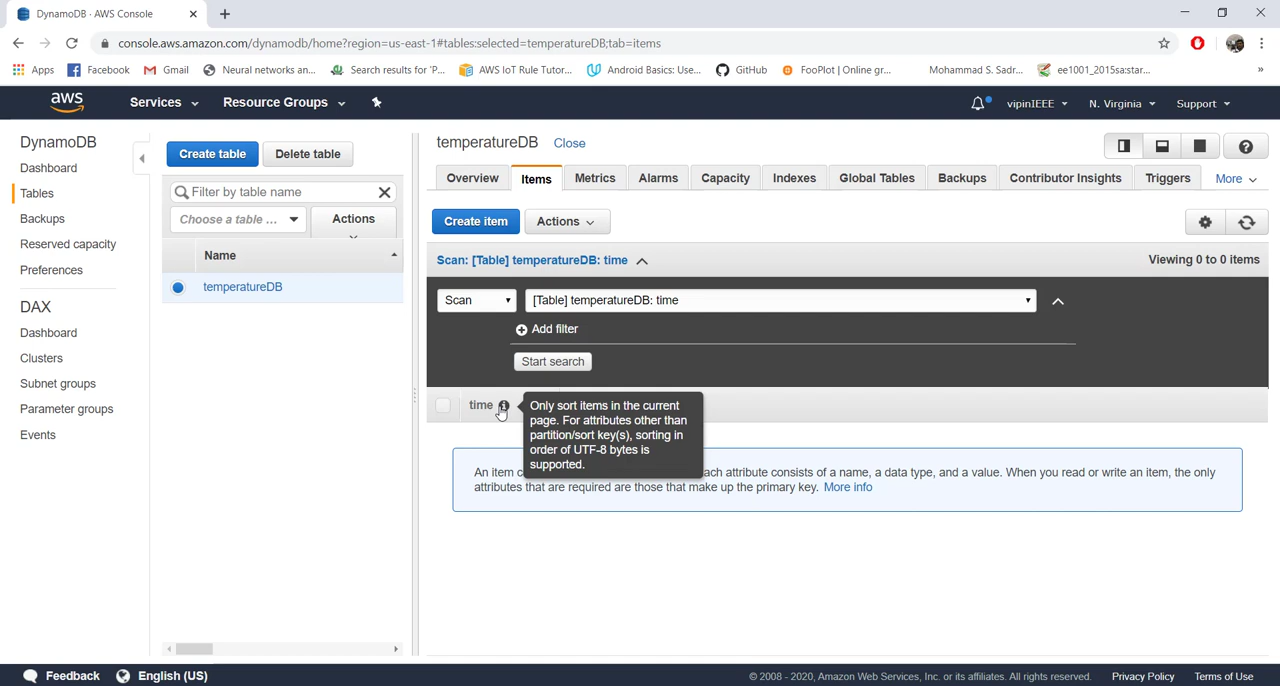 DynamoDB - AWS Console
console.aws.amazon.com/dynamodb/home?region=us-east-1#tables:selected=temperatureDB;tab=items
Apps Facebook Gmail Neural networks an... Search results for 'P... AWS IoT Rule Tutor... Android Basics: Use... GitHub FooPlot | Online gr... Mohammad S. Sadr... ee1001_2015sa:star... »
aws Services Resource Groups vipinIEEE N. Virginia Support
DynamoDB
Dashboard
Tables
Backups
Reserved capacity
Preferences
DAX
Dashboard
Clusters
Subnet groups
Parameter groups
Events
Create table Delete table
Filter by table name
Choose a table ... Actions
Name
temperatureDB
temperatureDB Close
Overview Items Metrics Alarms Capacity Indexes Global Tables Backups Contributor Insights Triggers More
Create item Actions
Scan: [Table] temperatureDB: time Viewing 0 to 0 items
Scan [Table] temperatureDB: time
Add filter
Start search
time
Only sort items in the current
page. For attributes other than
partition/sort key(s), sorting in
order of UTF-8 bytes is
supported.
An item c ach attribute consists of a name, a data type, and a value. When you read or write an item, the only
attributes that are required are those that make up the primary key. More info
Feedback English (US) © 2008 - 2020, Amazon Web Services, Inc. or its affiliates. All rights reserved. Privacy Policy Terms of Use